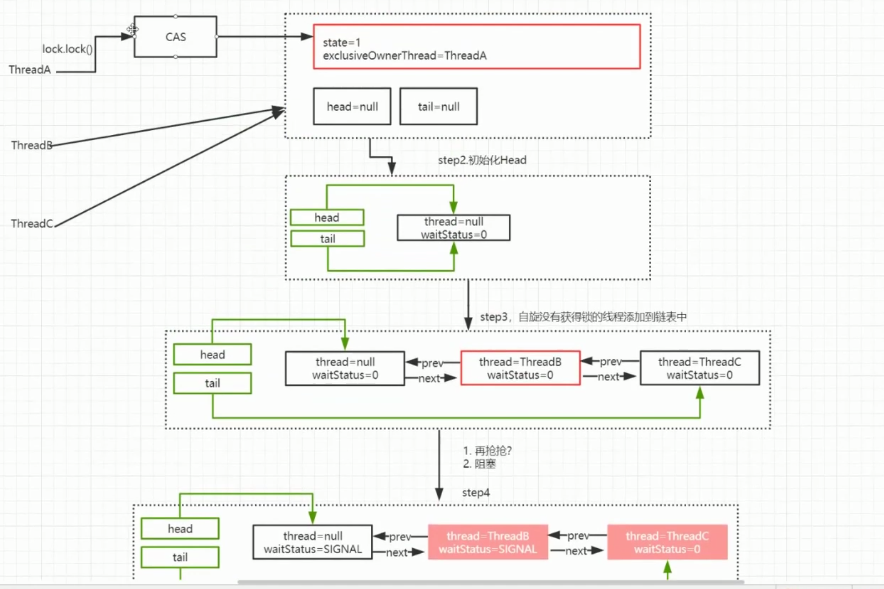 CAS
lock.lock()
ThreadA
state=1
exclusiveOwnerThread=ThreadA
head=null
tail=null
ThreadB
step2.初始化Head
ThreadC
head
tail
thread=null
waitStatus=0
step3，自旋没有获得锁的线程添加到链表中
head
tail
thread=null
waitStatus=0
prev
next
thread=ThreadB
waitStatus=0
prev
next
thread=ThreadC
waitStatus=0
1. 再抢抢?
2. 阻塞
step4
head
tail
thread=null
waitStatus=SIGNAL
prev
next
thread=ThreadB
waitStatus=SIGNAL
prev
next
thread=ThreadC
waitStatus=0